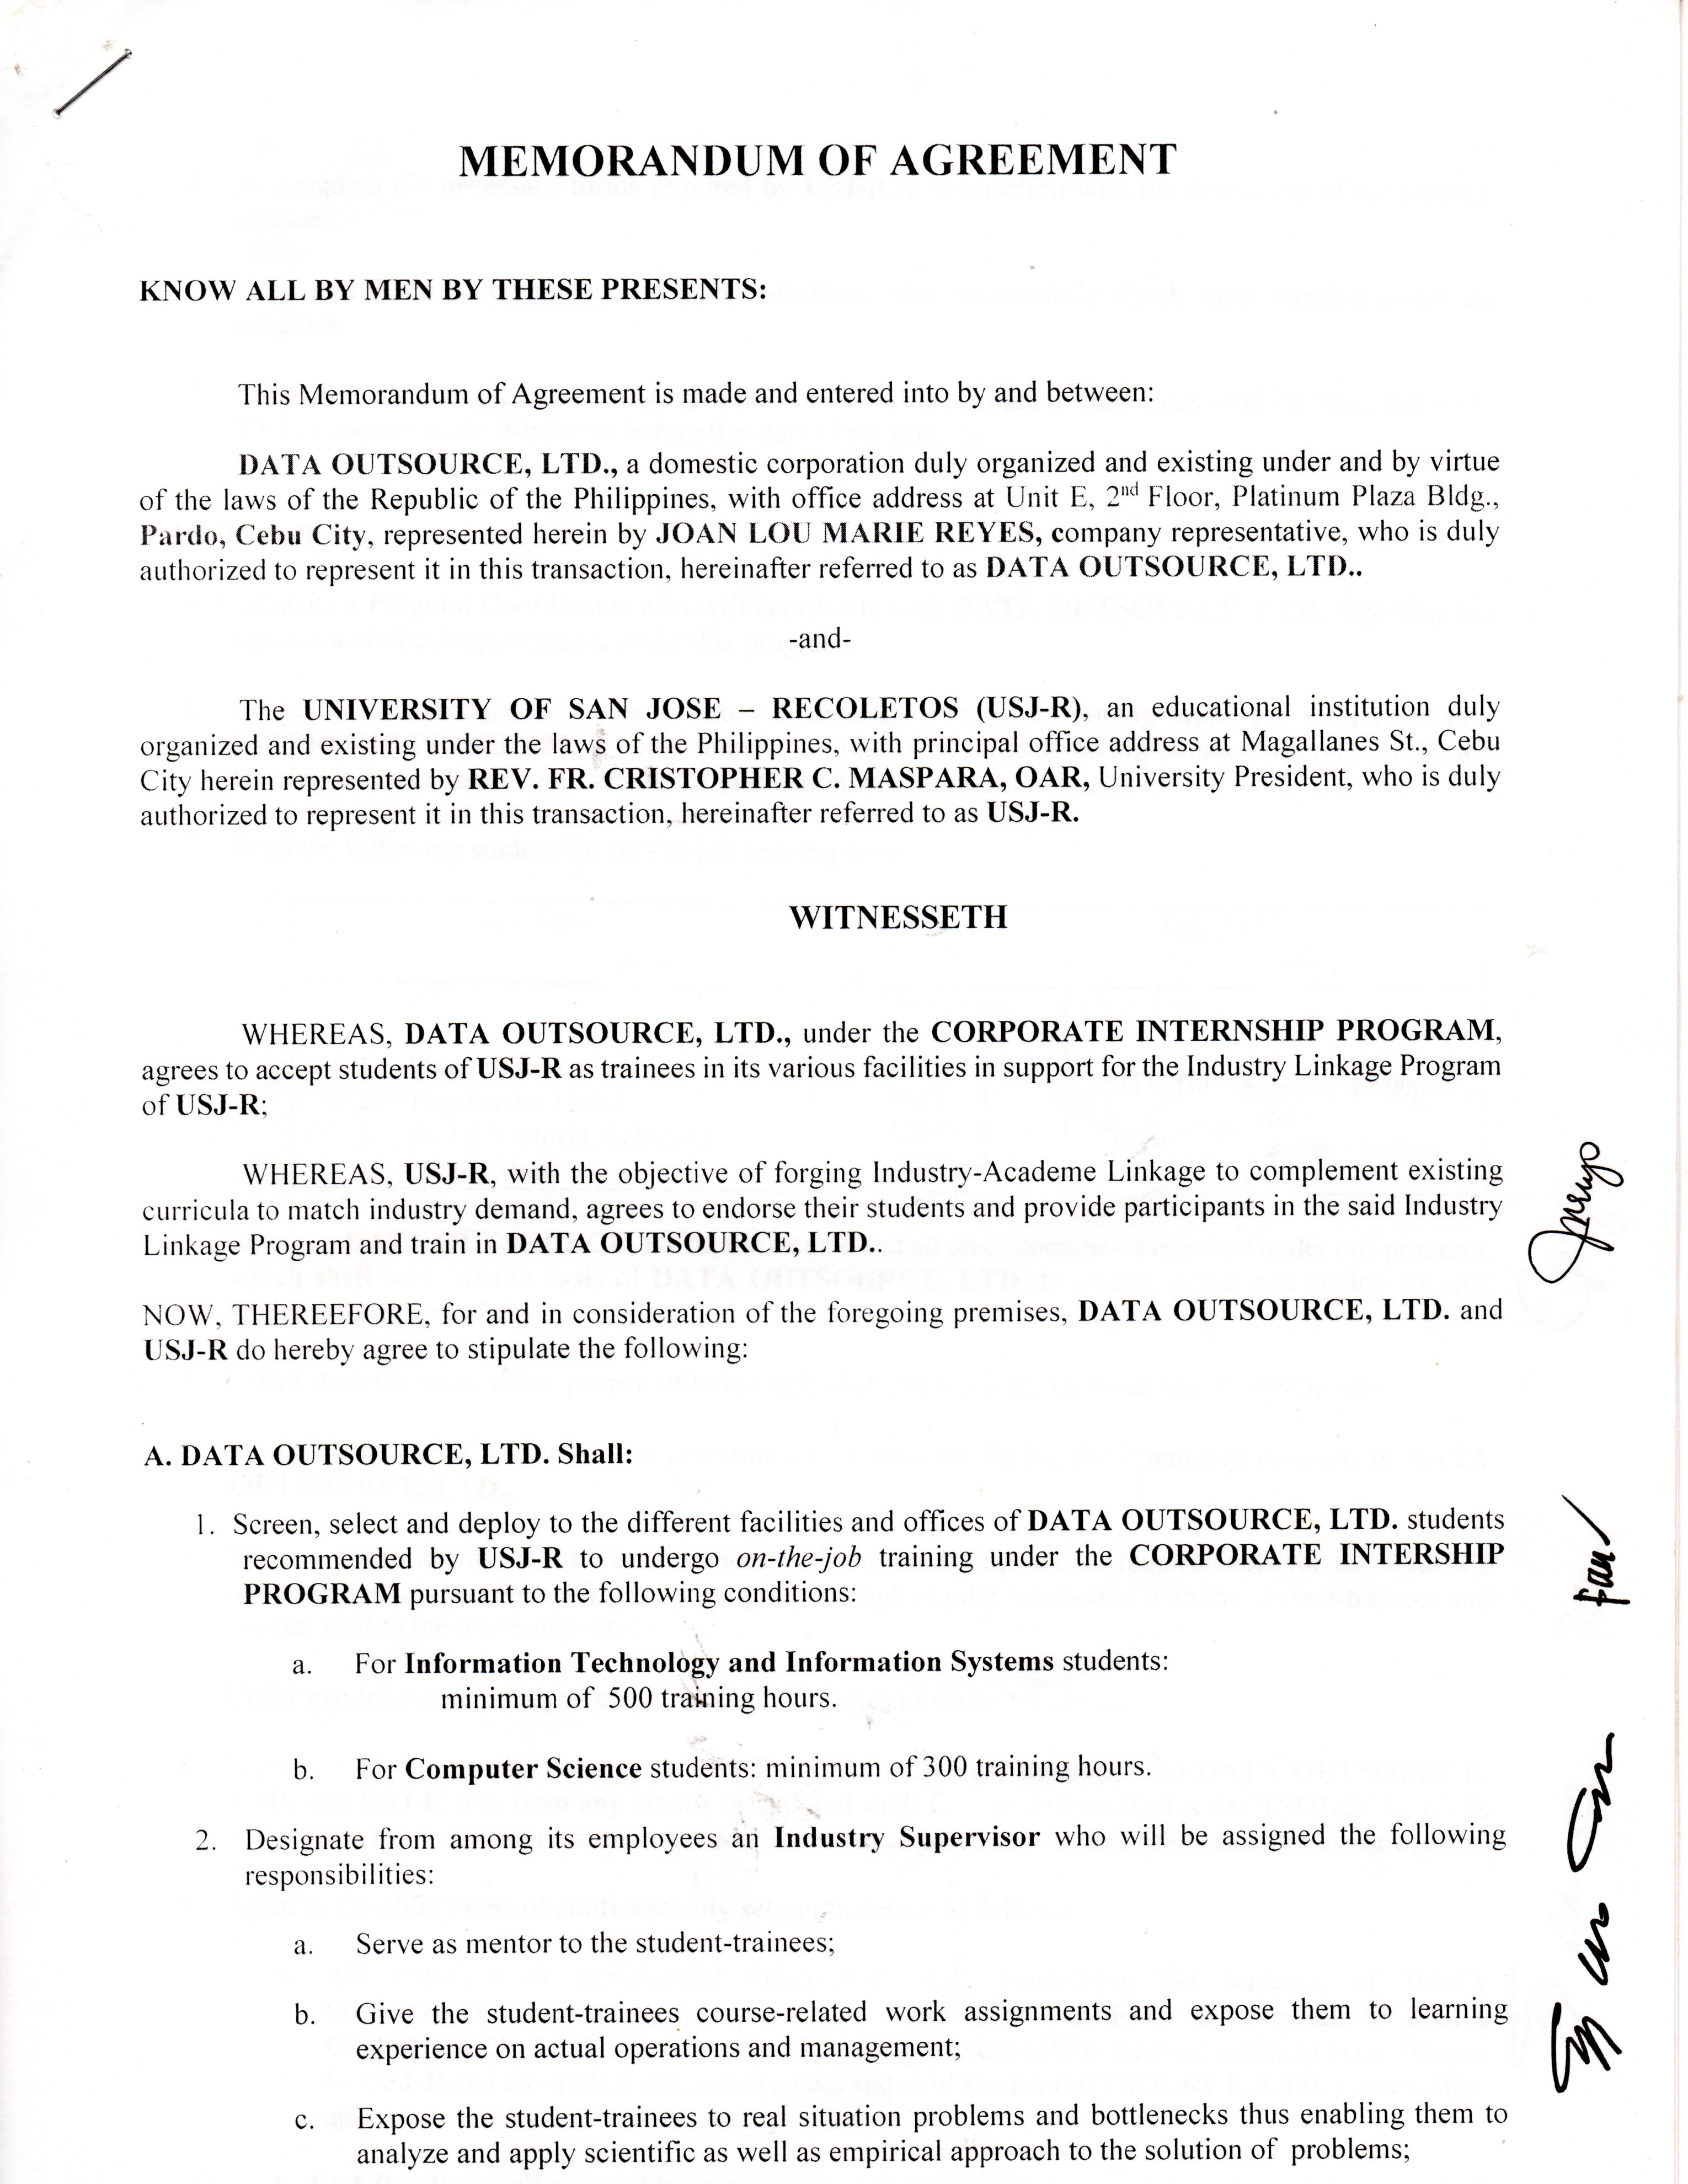 MEMORANDUM OF AGREEMENT
KNOW ALL BY MEN BY THESE PRESENTS:
This Memorandum of Agreement is made and entered into by and between:
DATA OUTSOURCE, LTD., a domestic corporation duly organized and existing under and by virtue
of the laws of the Republic of the Philippines, with office address at Unit E, 2nd Floor, Platinum Plaza Bldg.,
Pardo, Cebu City, represented herein by JOAN LOU MARIE REYES, company representative, who is duly
authorized to represent it in this transaction, hereinafter referred to as DATA OUTSOURCE, LTD..
-and-
The UNIVERSITY OF SAN JOSE – RECOLETOS (USJ-R), an educational institution duly
organized and existing under the laws of the Philippines, with principal office address at Magallanes St., Cebu
City herein represented by REV. FR. CRISTOPHER C. MASPARA, OAR, University President, who is duly
authorized to represent it in this transaction, hereinafter referred to as USJ-R.
WITNESSETH
WHEREAS, DATA OUTSOURCE, LTD., under the CORPORATE INTERNSHIP PROGRAM,
agrees to accept students of USJ-R as trainees in its various facilities in support for the Industry Linkage Program
of USJ-R;
WHEREAS, USJ-R, with the objective of forging Industry-Academe Linkage to complement existing
curricula to match industry demand, agrees to endorse their students and provide participants in the said Industry
Linkage Program and train in DATA OUTSOURCE, LTD..
NOW, THEREEFORE, for and in consideration of the foregoing premises, DATA OUTSOURCE, LTD. and
USJ-R do hereby agree to stipulate the following:
A. DATA OUTSOURCE, LTD. Shall:
1. Screen, select and deploy to the different facilities and offices of DATA OUTSOURCE, LTD. students
recommended by USJ-R to undergo on-the-job training under the CORPORATE INTERSHIP
PROGRAM pursuant to the following conditions:
a. For Information Technology and Information Systems students:
minimum of 500 training hours.
b. For Computer Science students: minimum of 300 training hours.
2. Designate from among its employees an Industry Supervisor who will be assigned the following
responsibilities:
a. Serve as mentor to the student-trainees;
b. Give the student-trainees course-related work assignments and expose them to learning
experience on actual operations and management;
c. Expose the student-trainees to real situation problems and bottlenecks thus enabling them to
analyze and apply scientific as well as empirical approach to the solution of problems;